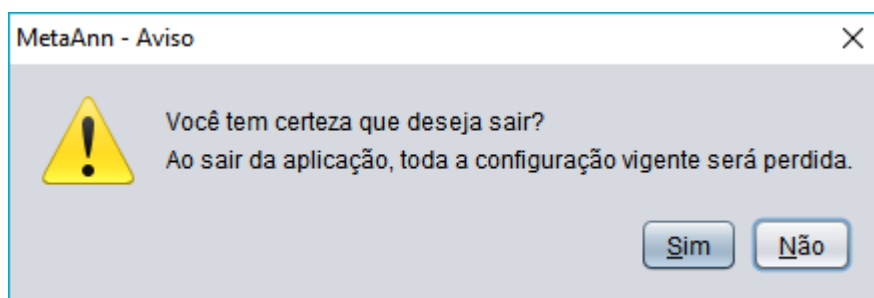 MetaAnn - Aviso
Você tem certeza que deseja sair?
Ao sair da aplicação, toda a configuração vigente será perdida.
Sim Não